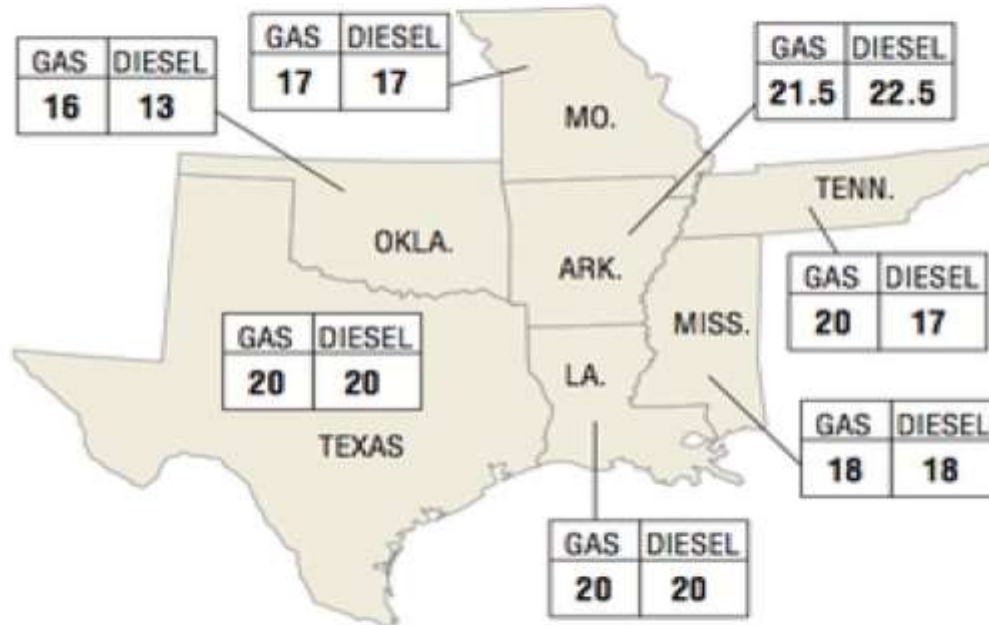 GAS DIESEL
17 17
GAS DIESEL
16 13
GAS DIESEL
21.5 22.5
MO.
TENN.
OKLA.
ARK.
GAS DIESEL
20 17
MISS.
GAS DIESEL
20 20
LA.
TEXAS
GAS DIESEL
18 18
GAS DIESEL
20 20